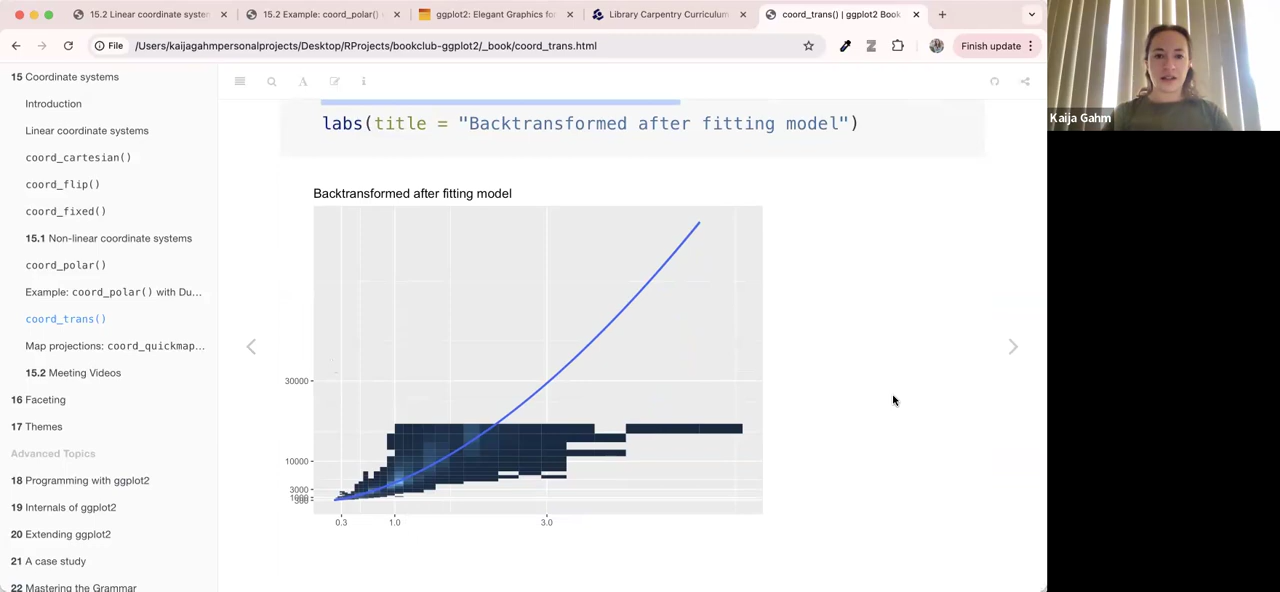 15.2 Linear coordinate system
15.2 Example: coord_polar()
ggplot2: Elegant Graphics for
Library Carpentry Curriculum
coord_trans() | ggplot2 Book
File
/Users/kaijagahmpersonalprojects/Desktop/RProjects/bookclub-ggplot2/_book/coord_trans.html
Finish update
Kaija Gahm
15 Coordinate systems
Introduction
Linear coordinate systems
coord_cartesian()
coord_flip()
coord_fixed()
15.1 Non-linear coordinate systems
coord_polar()
Example: coord_polar() with Du...
coord_trans()
Map projections: coord_quickmap...
15.2 Meeting Videos
16 Faceting
17 Themes
Advanced Topics
18 Programming with ggplot2
19 Internals of ggplot2
20 Extending ggplot2
21 A case study
22 Mastering the Grammar
labs(title = "Backtransformed after fitting model")
Backtransformed after fitting model
30000
10000
3000
0.3
1.0
3.0